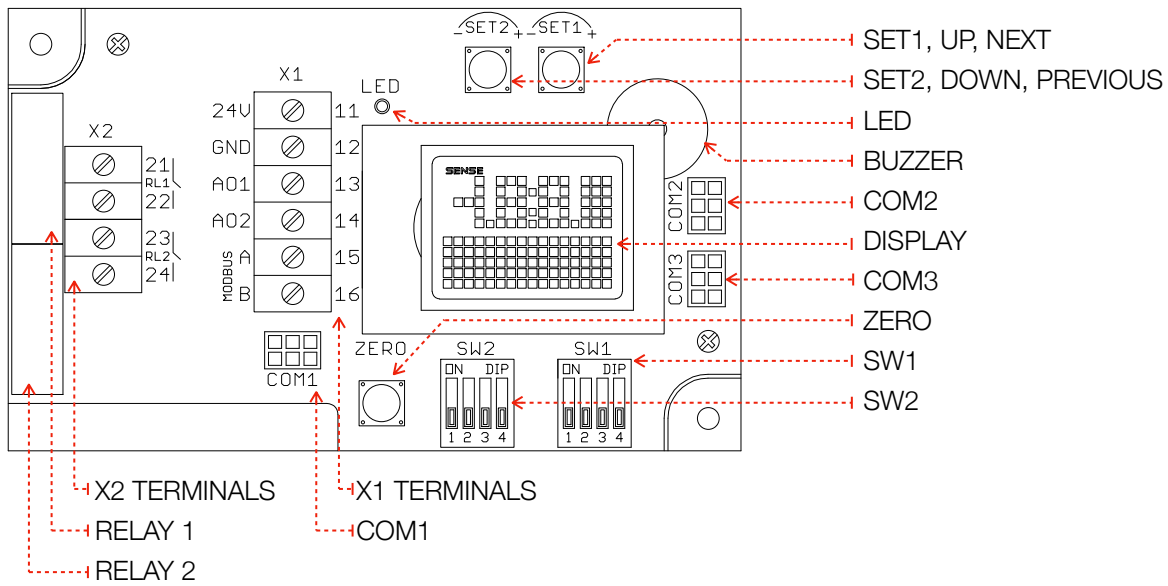 -SET2+
-SET1+
SET1, UP, NEXT
SET2, DOWN, PREVIOUS
LED
BUZZER
COM2
DISPLAY
COM3
ZERO
SW1
SW2
X1
LED
24V 11
GND 12
AO1 13
AO2 14
MODBUS
A 15
B 16
X2
21
RL1
22
23
RL2
24
SENSE
COM2
COM3
COM1
ZERO
SW2
ON DIP
1 2 3 4
SW1
ON DIP
1 2 3 4
X2 TERMINALS
X1 TERMINALS
RELAY 1
COM1
RELAY 2